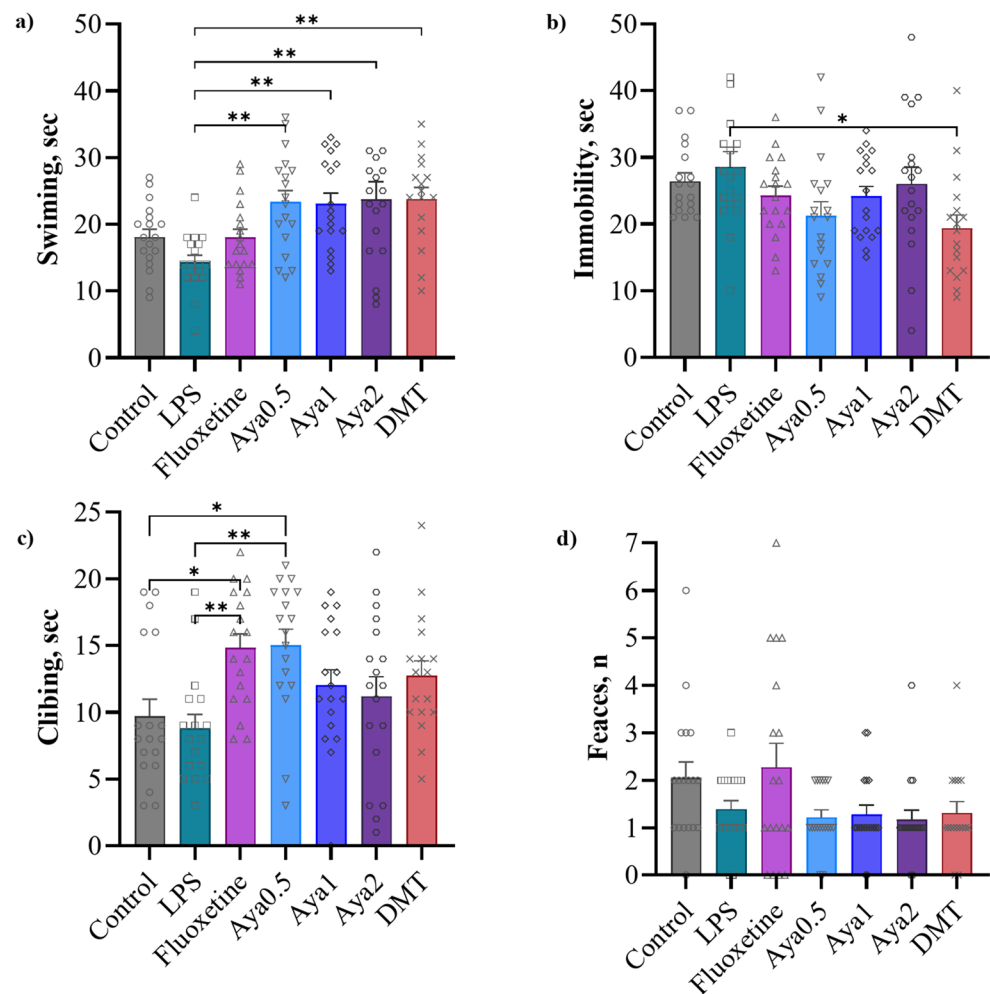 a)
50
40
30
20
10
0
Swiming, sec
**
**
**
**
Control
LPS
Fluoxetine
Aya0.5
Aya1
Aya2
DMT
b)
50
40
30
20
10
0
Immobility, sec
*
Control
LPS
Fluoxetine
Aya0.5
Aya1
Aya2
DMT
c)
25
20
15
10
5
0
Clibing, sec
*
**
*
**
Control
LPS
Fluoxetine
Aya0.5
Aya1
Aya2
DMT
d)
7
6
5
4
3
2
1
0
Feaces, n
Control
LPS
Fluoxetine
Aya0.5
Aya1
Aya2
DMT